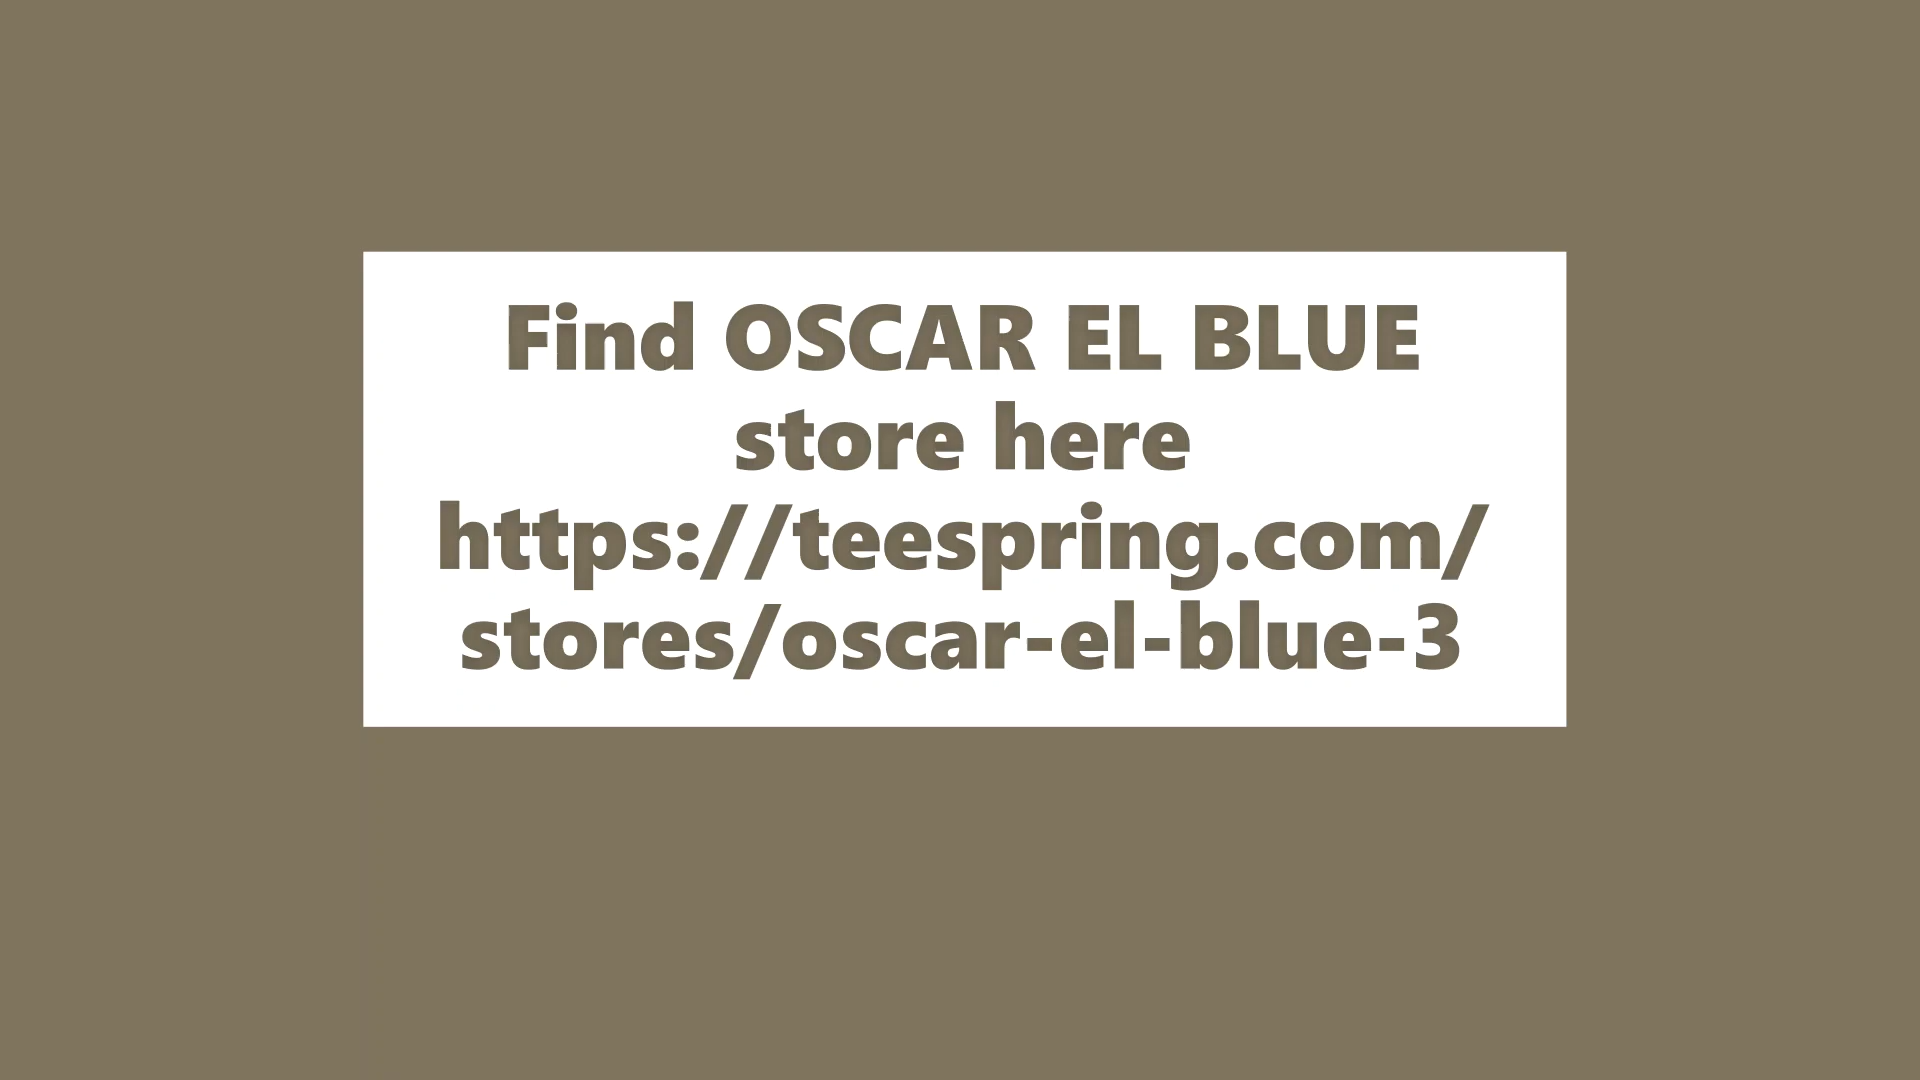 Find OSCAR EL BLUE
store here
https://teespring.com/
stores/oscar-el-blue-3